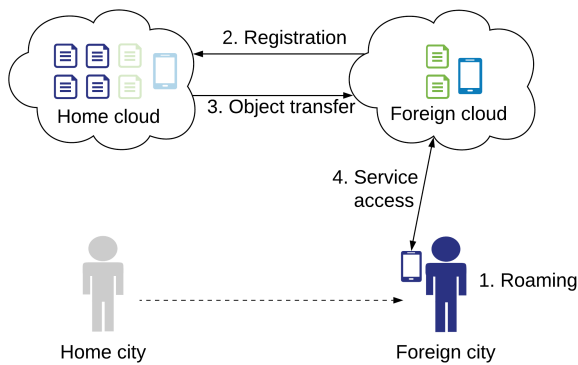 2. Registration
3. Object transfer
Home cloud
Foreign cloud
4. Service
access
1. Roaming
Home city
Foreign city